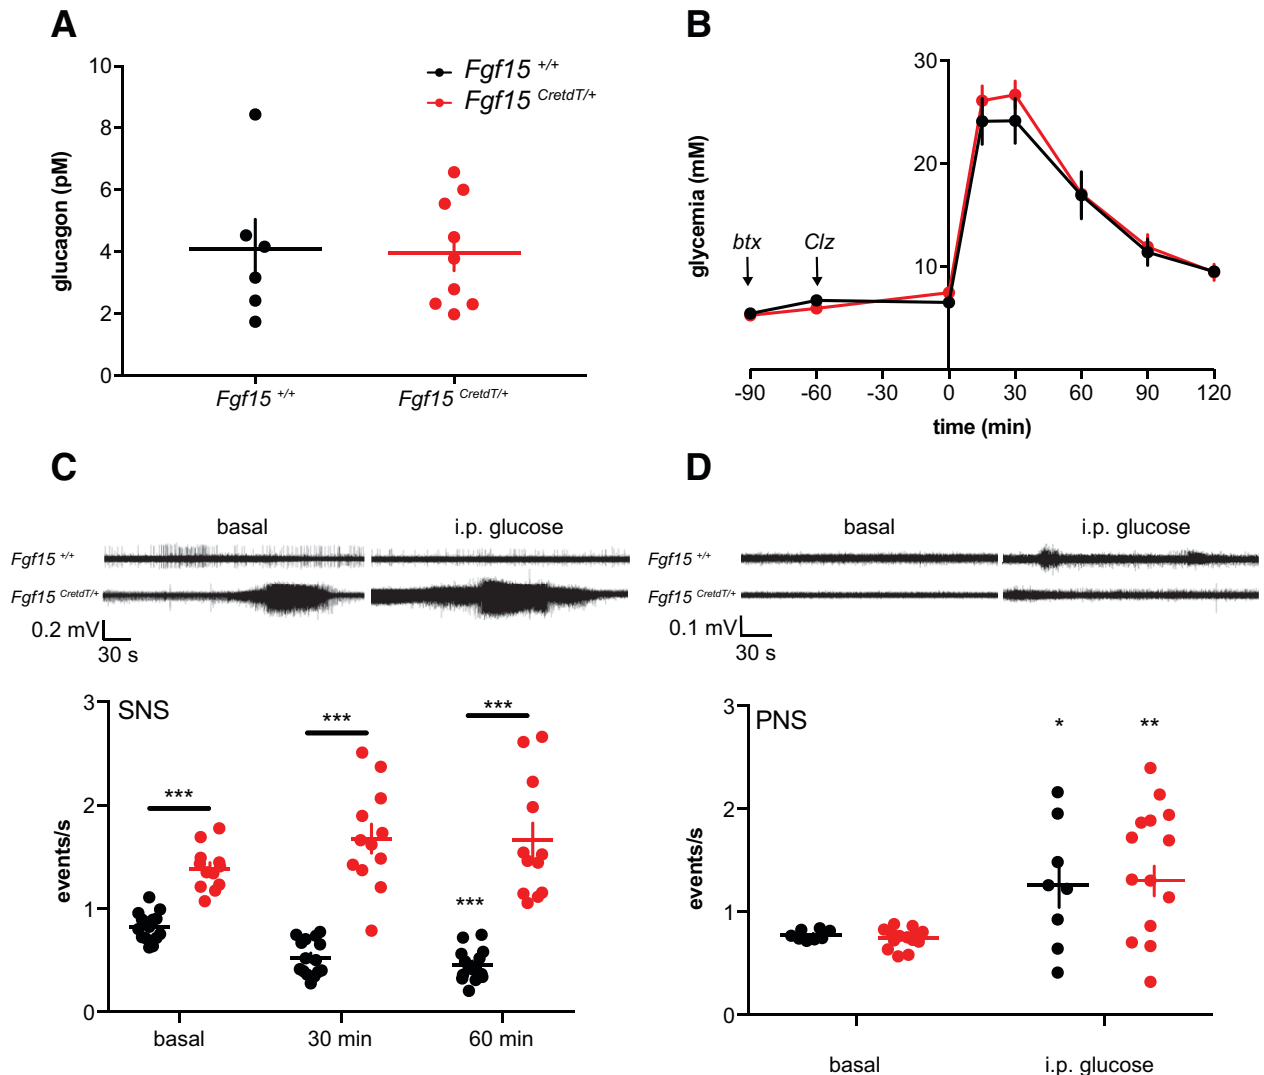 A
10
8
6
4
2
0
glucagon (pM)
Fgf15 +/+
Fgf15 CretdT/+
Fgf15 +/+
Fgf15 CretdT/+
B
30
20
10
glycemia (mM)
btx
Clz
-90
-60
-30
0
30
60
90
120
time (min)
C
basal
i.p. glucose
Fgf15 +/+
Fgf15 CretdT/+
0.2 mV
30 s
3
2
1
0
events/s
SNS
***
***
***
***
basal
30 min
60 min
D
basal
i.p. glucose
Fgf15 +/+
Fgf15 CretdT/+
0.1 mV
30 s
3
2
1
0
events/s
PNS
*
**
basal
i.p. glucose